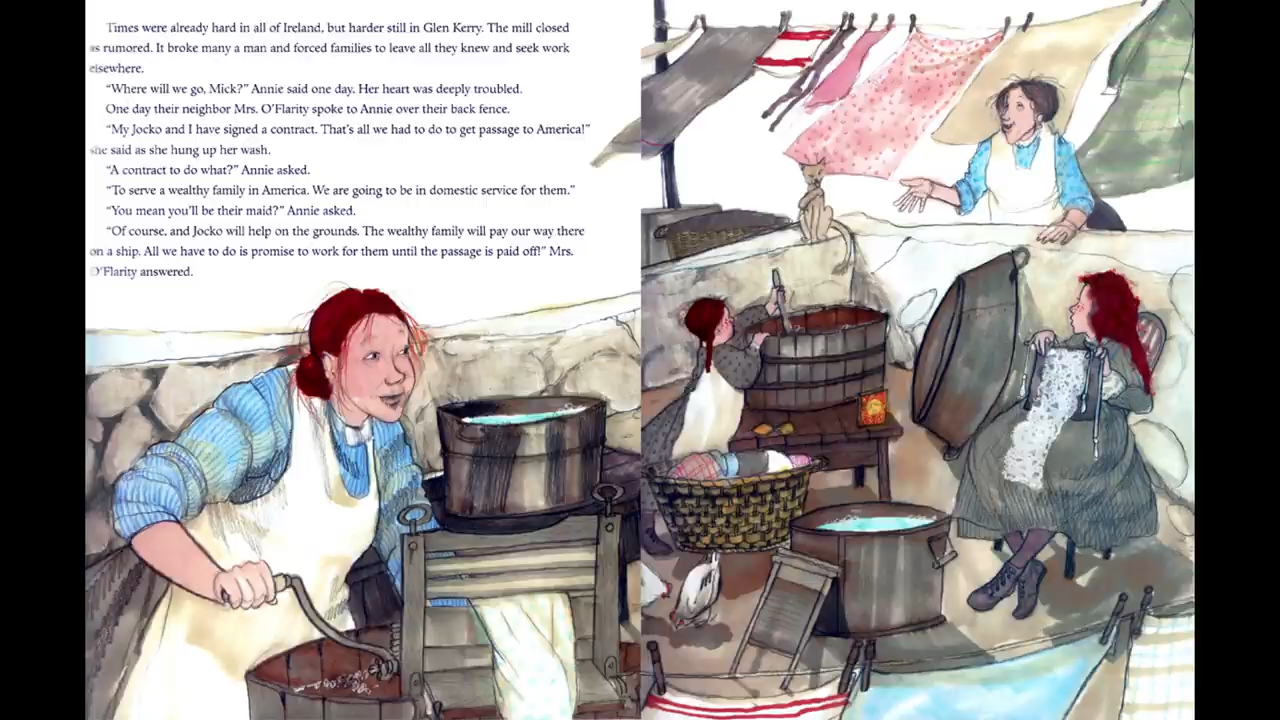 Times were already hard in all of Ireland, but harder still in Glen Kerry. The mill closed
as rumored. It broke many a man and forced families to leave all they knew and seek work
elsewhere.
“Where will we go, Mick?” Annie said one day. Her heart was deeply troubled.
One day their neighbor Mrs. O’Flarity spoke to Annie over their back fence.
“My Jocko and I have signed a contract. That’s all we had to do to get passage to America!”
she said as she hung up her wash.
“A contract to do what?” Annie asked.
“To serve a wealthy family in America. We are going to be in domestic service for them.”
“You mean you’ll be their maid?” Annie asked.
“Of course, and Jocko will help on the grounds. The wealthy family will pay our way there
on a ship. All we have to do is promise to work for them until the passage is paid off!” Mrs.
O’Flarity answered.